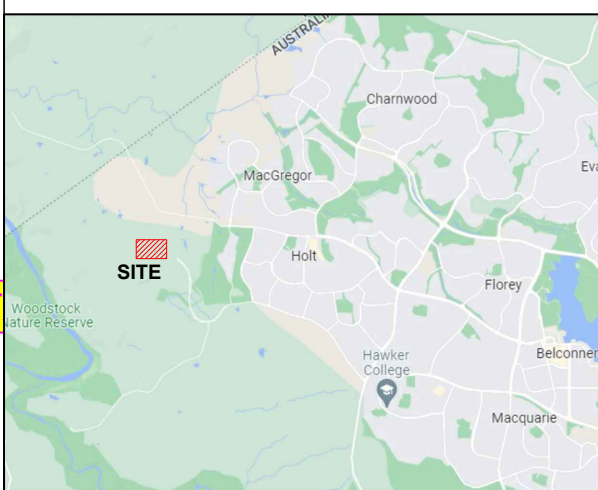 AUSTRALI
Charnwood
Eva
MacGregor
Holt
SITE
Florey
Woodstock
Nature Reserve
Belconnen
Hawker
College
Macquarie